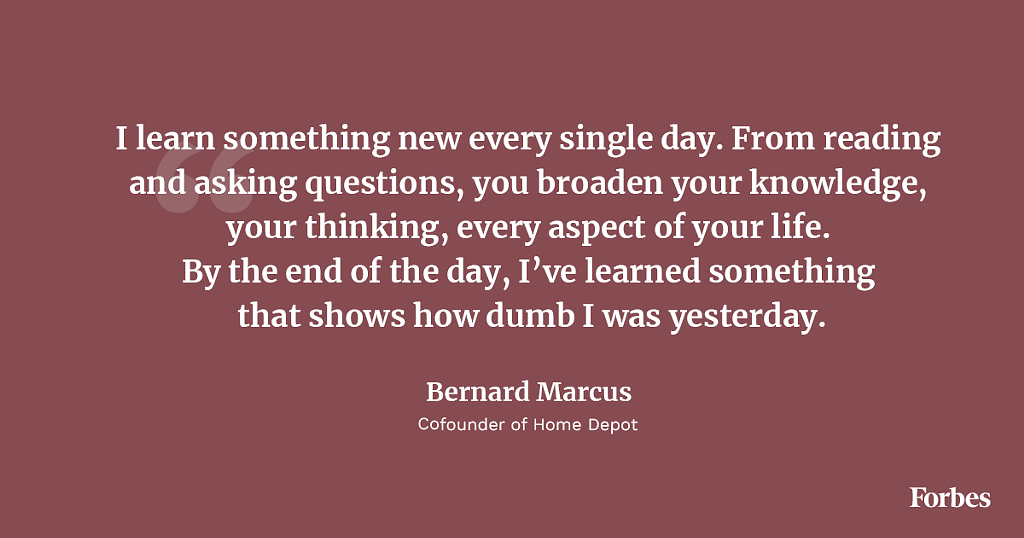 I learn something new every single day. From reading
and asking questions, you broaden your knowledge,
your thinking, every aspect of your life.
By the end of the day, I’ve learned something
that shows how dumb I was yesterday.
Bernard Marcus
Cofounder of Home Depot
Forbes